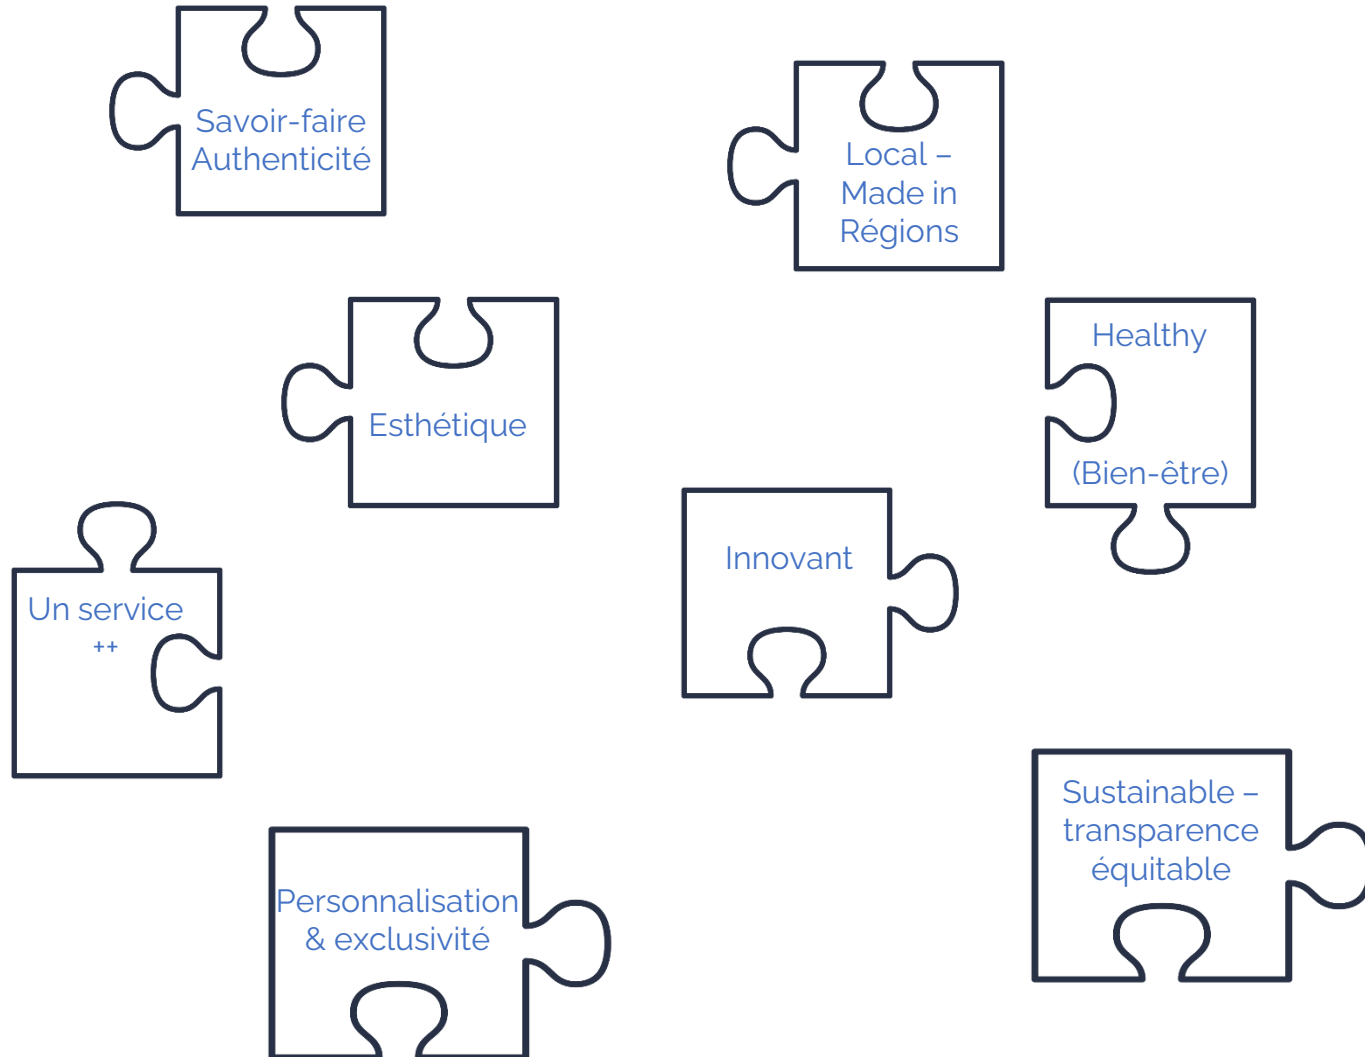 Savoir-faire
Authenticité
Local –
Made in
Régions
Esthétique
Healthy
(Bien-être)
Innovant
Un service
++
Sustainable –
transparence
équitable
Personnalisation
& exclusivité